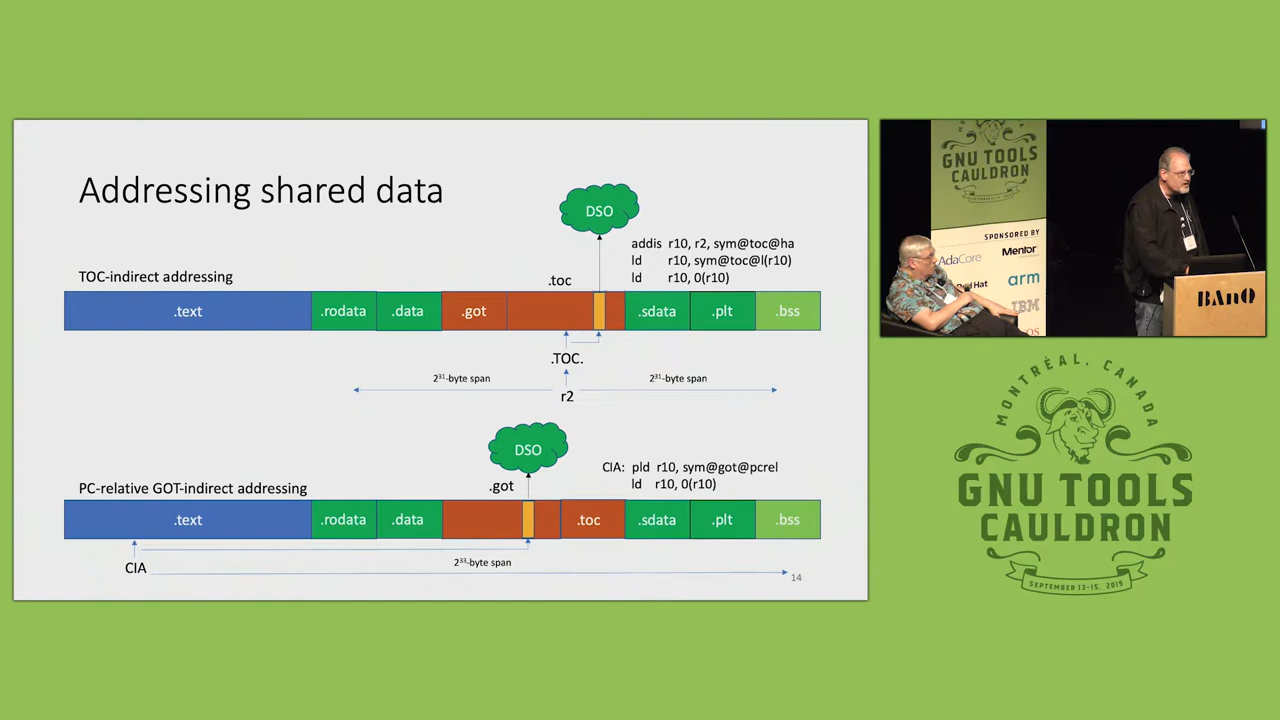 Addressing shared data
DSO
addis r10, r2, sym@toc@ha
ld r10, sym@toc@l(r10)
ld r10, 0(r10)
TOC-indirect addressing
.toc
.text .rodata .data .got .sdata .plt .bss
.TOC.
2³¹-byte span 2³¹-byte span
r2
DSO
CIA: pld r10, sym@got@pcrel
ld r10, 0(r10)
PC-relative GOT-indirect addressing
.got
.text .rodata .data .toc .sdata .plt .bss
CIA
2³³-byte span
14
GNU TOOLS
CAULDRON
SPONSORED BY
AdaCore
Mentor
Red Hat
arm
IBM
BAnQ
MONTRÉAL, CANADA
GNU TOOLS
CAULDRON
SEPTEMBER 13-15, 2019